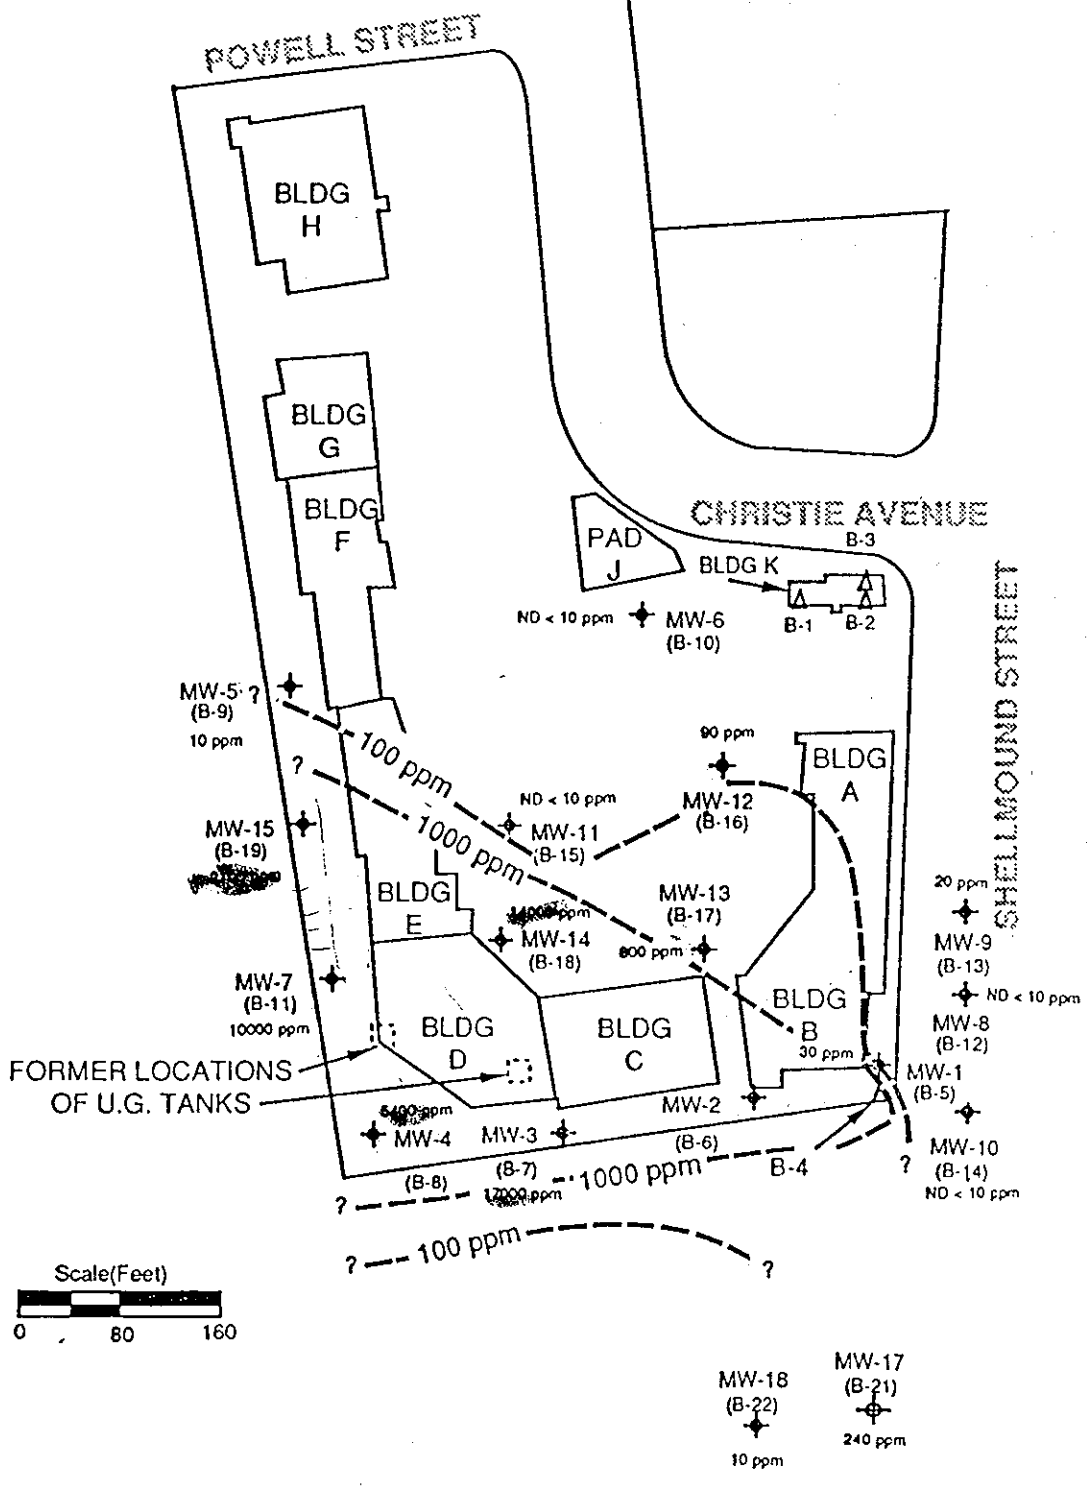 POWELL STREET
BLDG
H
BLDG
G
BLDG
F
CHRISTIE AVENUE
B-3
PAD
J
BLDG K
B-1
B-2
SHELLMOUND STREET
ND < 10 ppm
MW-6
(B-10)
MW-5
(B-9)
10 ppm
?
100 ppm
?
1000 ppm
90 ppm
MW-12
(B-16)
BLDG
A
ND < 10 ppm
MW-11
(B-15)
MW-15
(B-19)
BLDG
E
14000 ppm
MW-14
(B-18)
MW-13
(B-17)
800 ppm
20 ppm
MW-9
(B-13)
ND < 10 ppm
MW-8
(B-12)
MW-7
(B-11)
10000 ppm
BLDG
D
BLDG
C
BLDG
B
30 ppm
FORMER LOCATIONS
OF U.G. TANKS
MW-1
(B-5)
MW-2
(B-6)
5400 ppm
MW-4
(B-8)
MW-3
(B-7)
17000 ppm
B-4
?
MW-10
(B-14)
ND < 10 ppm
?
1000 ppm
?
100 ppm
?
Scale(Feet)
0
80
160
MW-18
(B-22)
10 ppm
MW-17
(B-21)
240 ppm